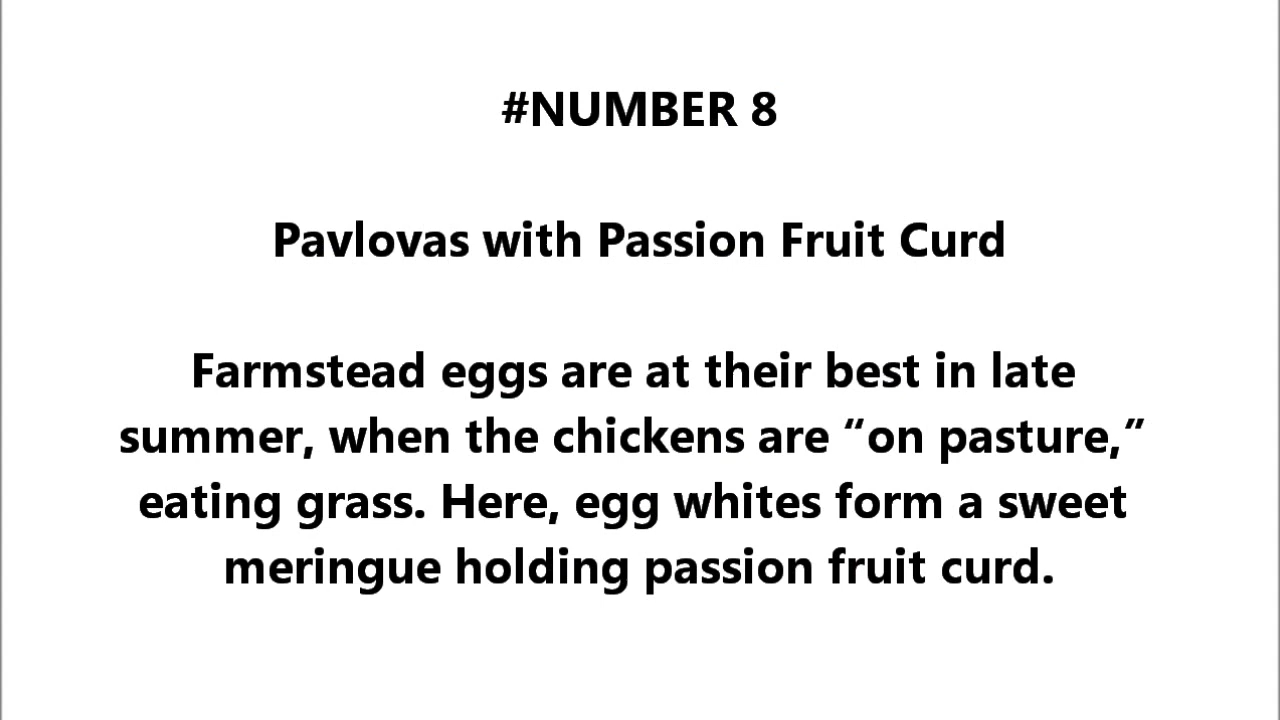 #NUMBER 8
Pavlovas with Passion Fruit Curd
Farmstead eggs are at their best in late
summer, when the chickens are “on pasture,”
eating grass. Here, egg whites form a sweet
meringue holding passion fruit curd.